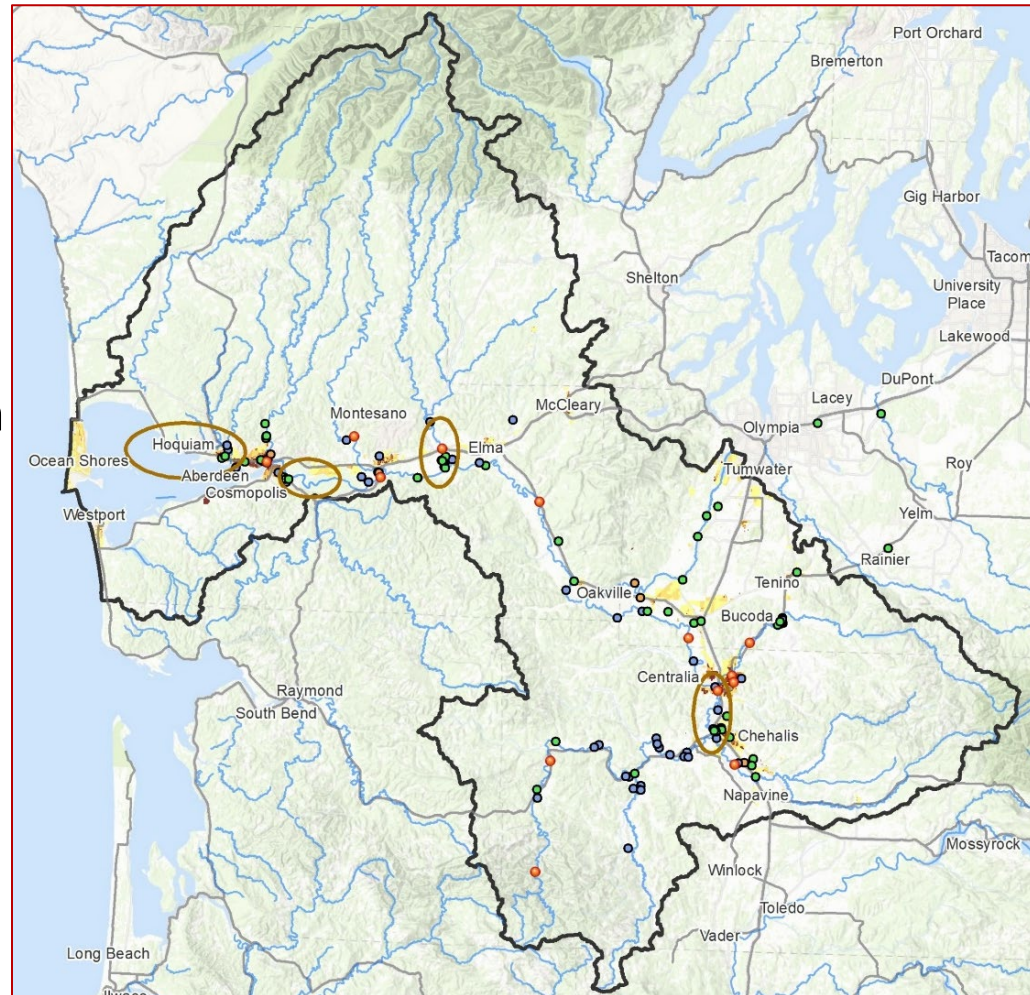 Port Orchard
Bremerton
Gig Harbor
Tacom
Shelton
University
Place
Lakewood
DuPont
McCleary
Lacey
Montesano
Olympia
Hoquiam
Elma
Ocean Shores
Roy
Aberdeen
Tumwater
Cosmopolis
Westport
Yelm
Rainier
Tenino
Oakville
Bucoda
Centralia
Raymond
South Bend
Chehalis
Napavine
Mossyrock
Winlock
Toledo
Vader
Long Beach